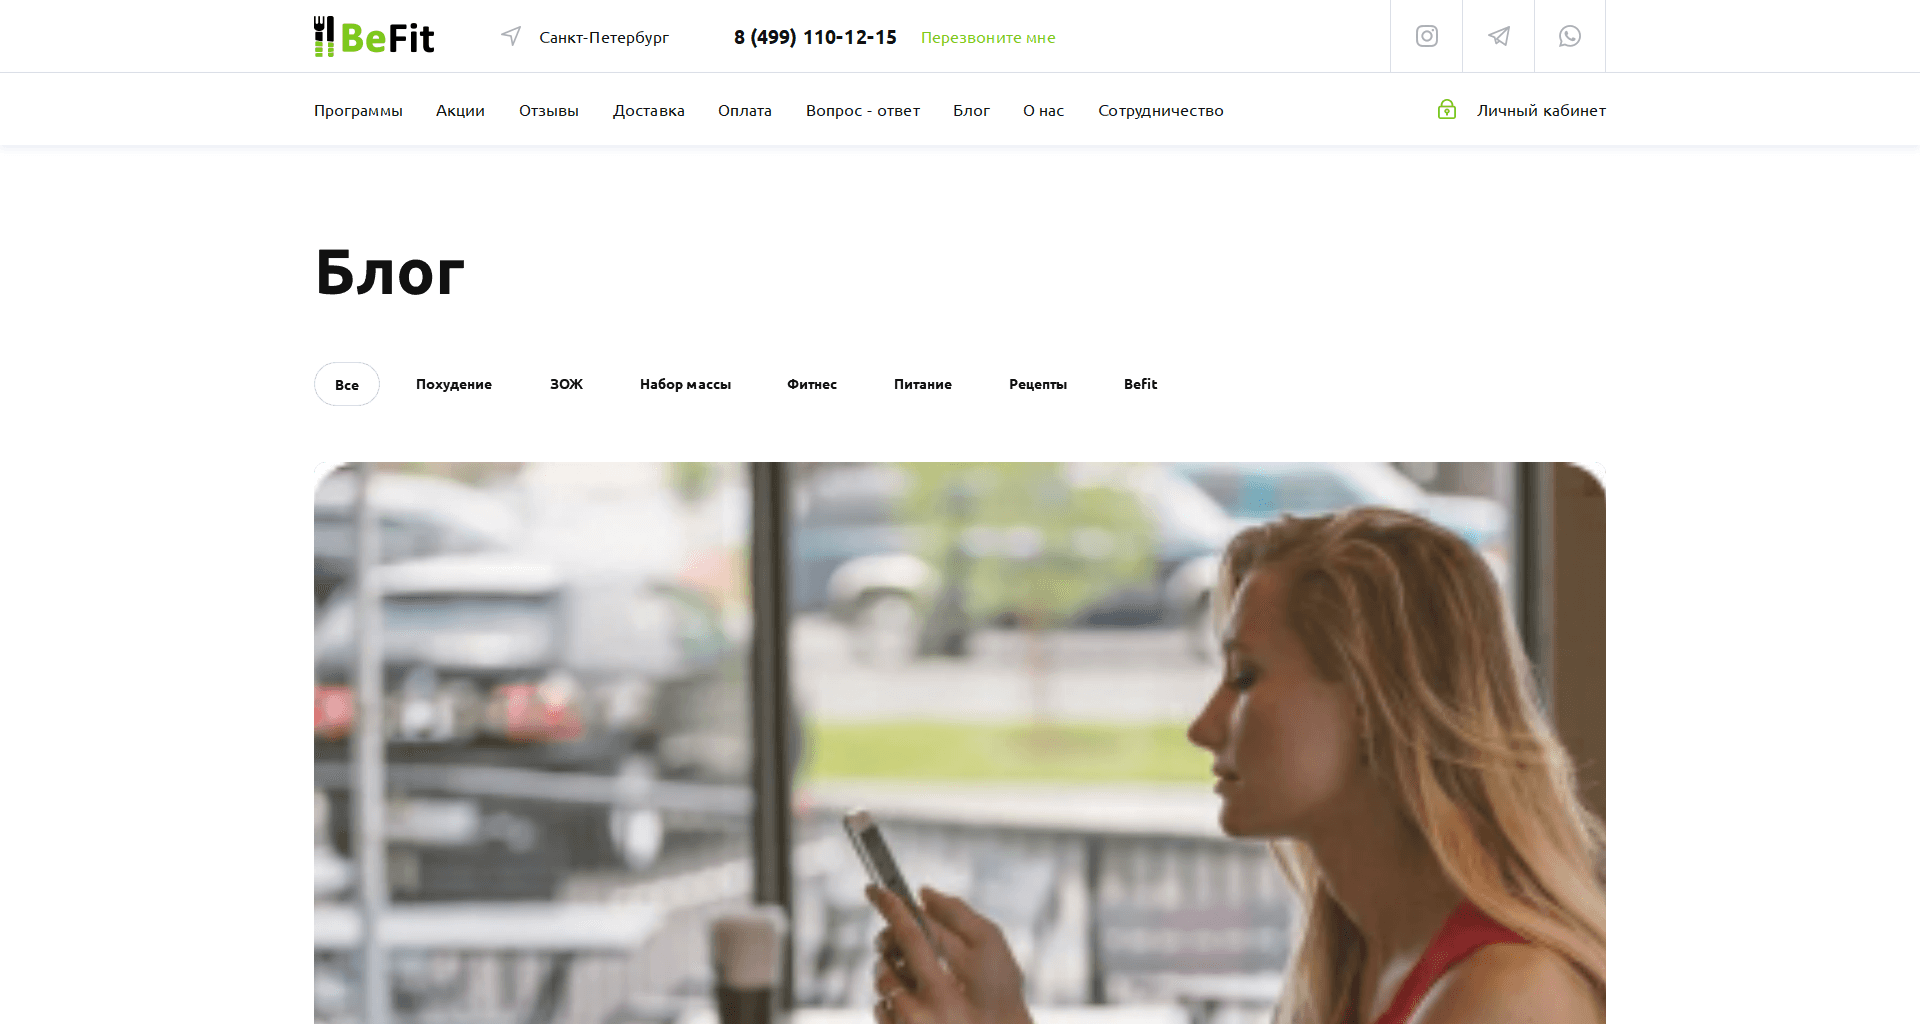 BeFit Санкт-Петербург 8 (499) 110-12-15 Перезвоните мне
Программы Акции Отзывы Доставка Оплата Вопрос - ответ Блог О нас Сотрудничество Личный кабинет
Блог
Все Похудение ЗОЖ Набор массы Фитнес Питание Рецепты Befit